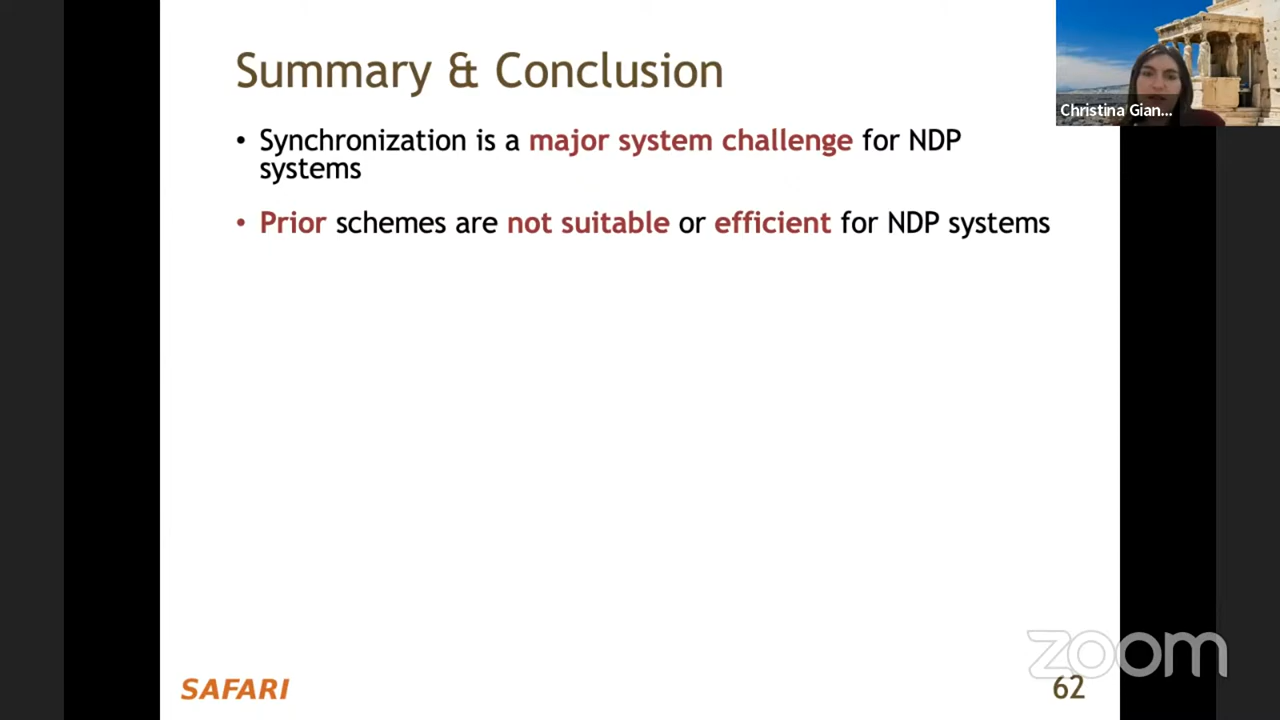 Summary & Conclusion
• Synchronization is a major system challenge for NDP
systems
• Prior schemes are not suitable or efficient for NDP systems
Christina Gian...
zoom
SAFARI
62